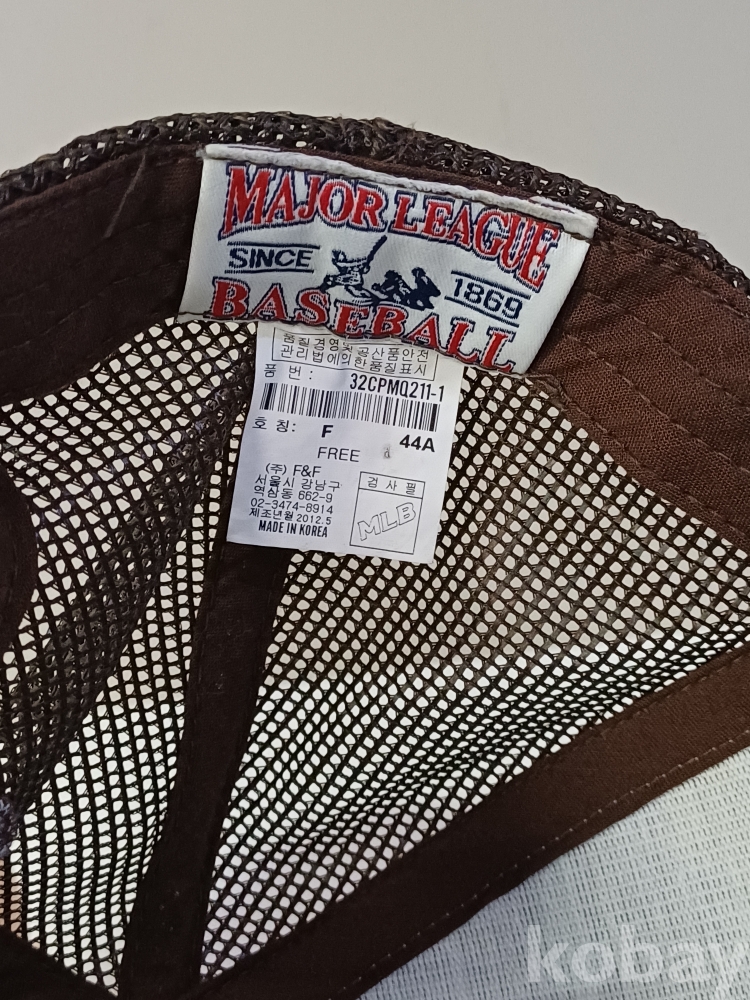 MAJOR LEAGUE
SINCE 1869
BASEBALL
품질경영및공산품안전
관리법에의한품질표시
품 번 : 32CPMQ211-1
호 칭 : F 44A
FREE
(주) F&F
서울시 강남구
역삼동 662-9
02-3474-8914
제조년월 2012.5
MADE IN KOREA
검 사 필
MLB
kobay